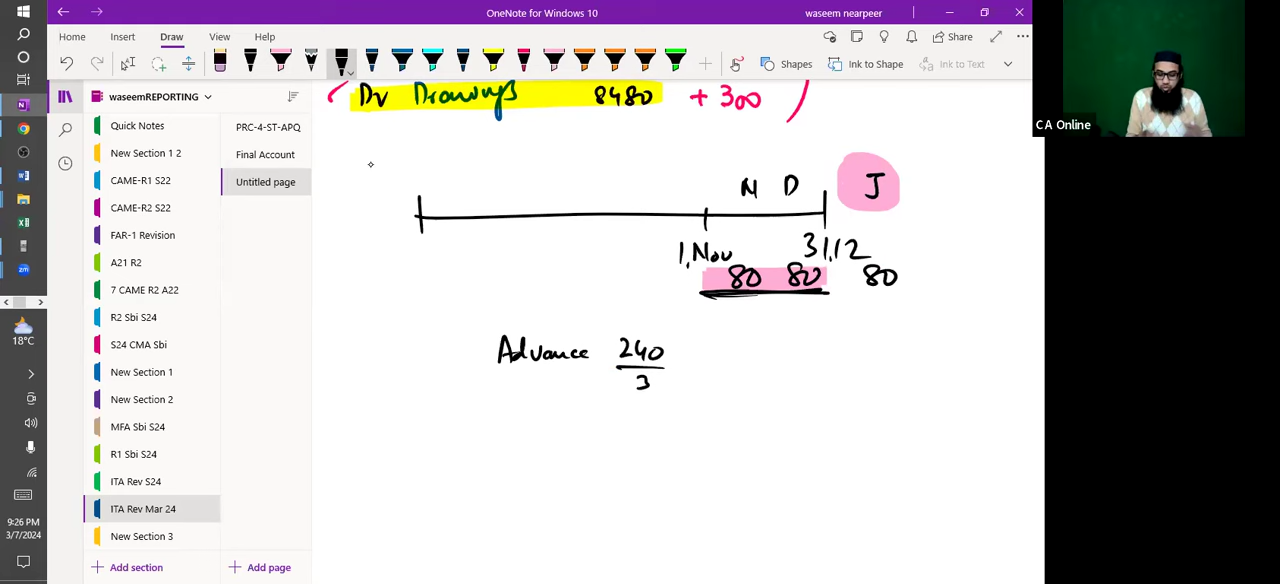 OneNote for Windows 10
waseem nearpeer
Home Insert Draw View Help
Share
Shapes
Ink to Shape
Ink to Text
waseemREPORTING
Quick Notes
New Section 1 2
CAME-R1 S22
CAME-R2 S22
FAR-1 Revision
A21 R2
7 CAME R2 A22
R2 Sbi S24
S24 CMA Sbi
New Section 1
New Section 2
MFA Sbi S24
R1 Sbi S24
ITA Rev S24
ITA Rev Mar 24
New Section 3
Add section
PRC-4-ST-APQ
Final Account
Untitled page
Add page
Dr Drawings 8480 + 300
N D J
1.Nov 31.12
80 80 80
Advance 240
3
CA Online
18°C
9:26 PM
3/7/2024